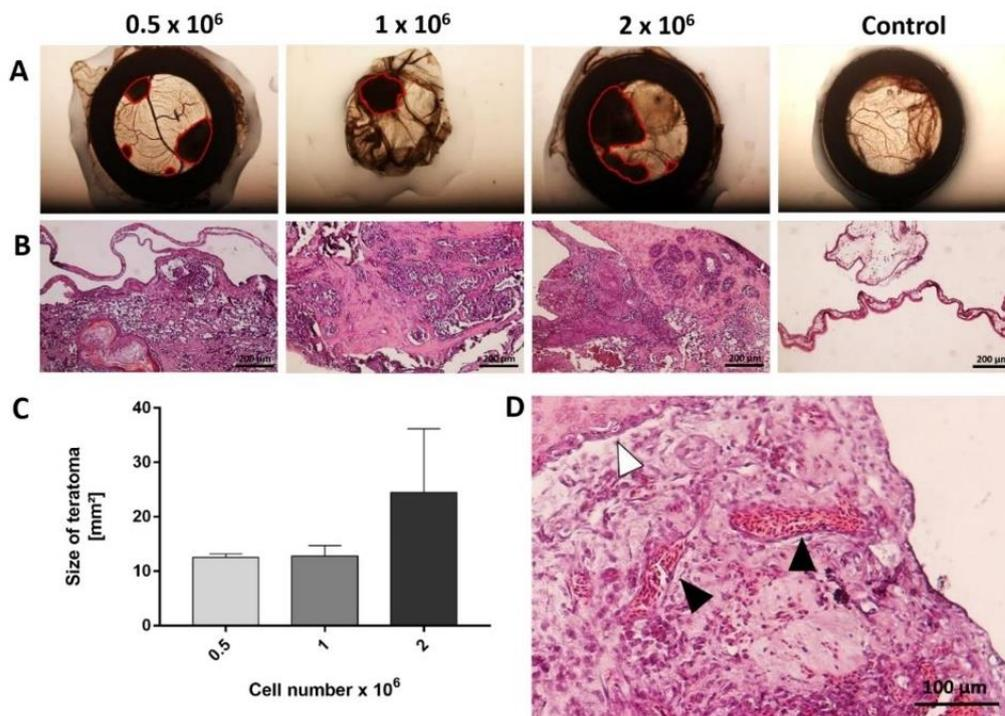 0.5 x 10⁶ 1 x 10⁶ 2 x 10⁶ Control
A
B
200 µm 200 µm 200 µm 200 µm
C
D
Size of teratoma
[mm²]
40
30
20
10
0
0.5 1 2
Cell number x 10⁶
100 µm